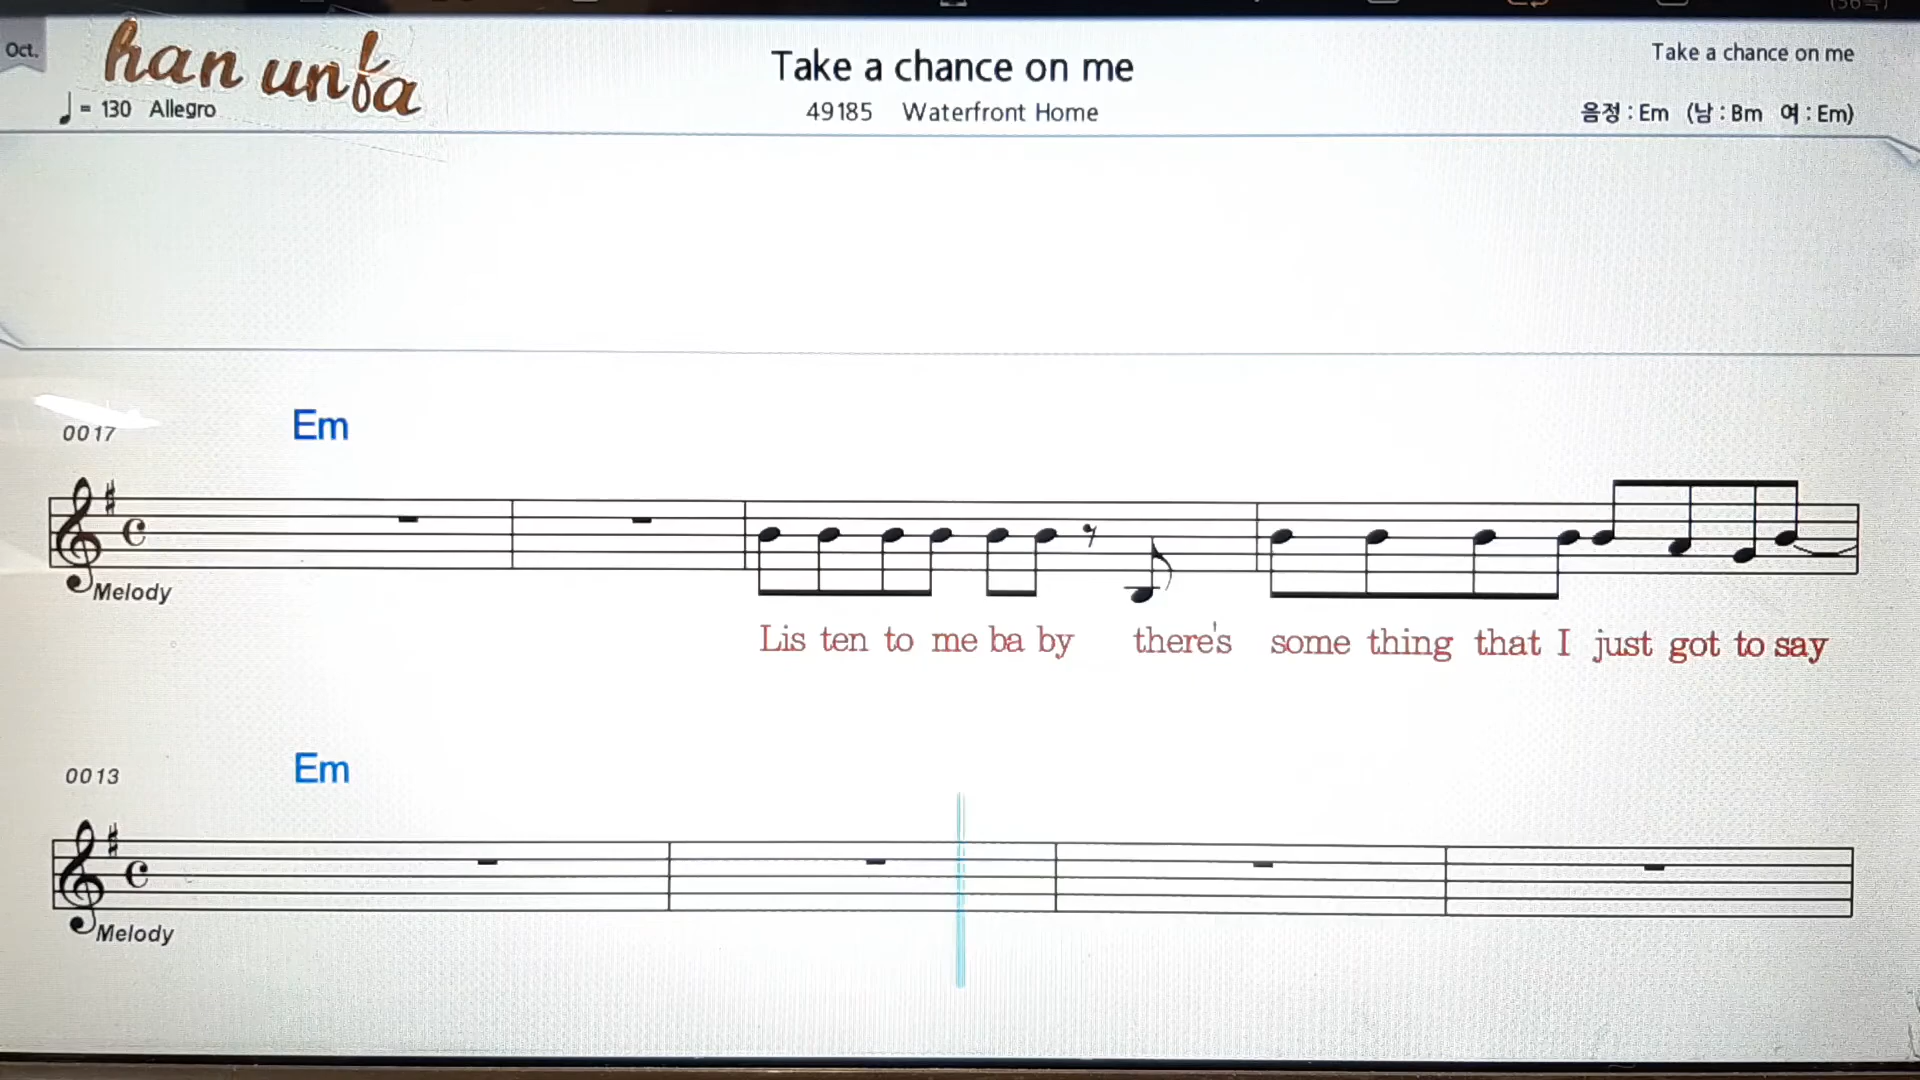 Oct.
han unfa
Take a chance on me
Take a chance on me
= 130 Allegro
49185 Waterfront Home
음정 : Em (남 : Bm 여 : Em)
0017
Em
Melody
Lis ten to me ba by there's some thing that I just got to say
0013
Em
Melody